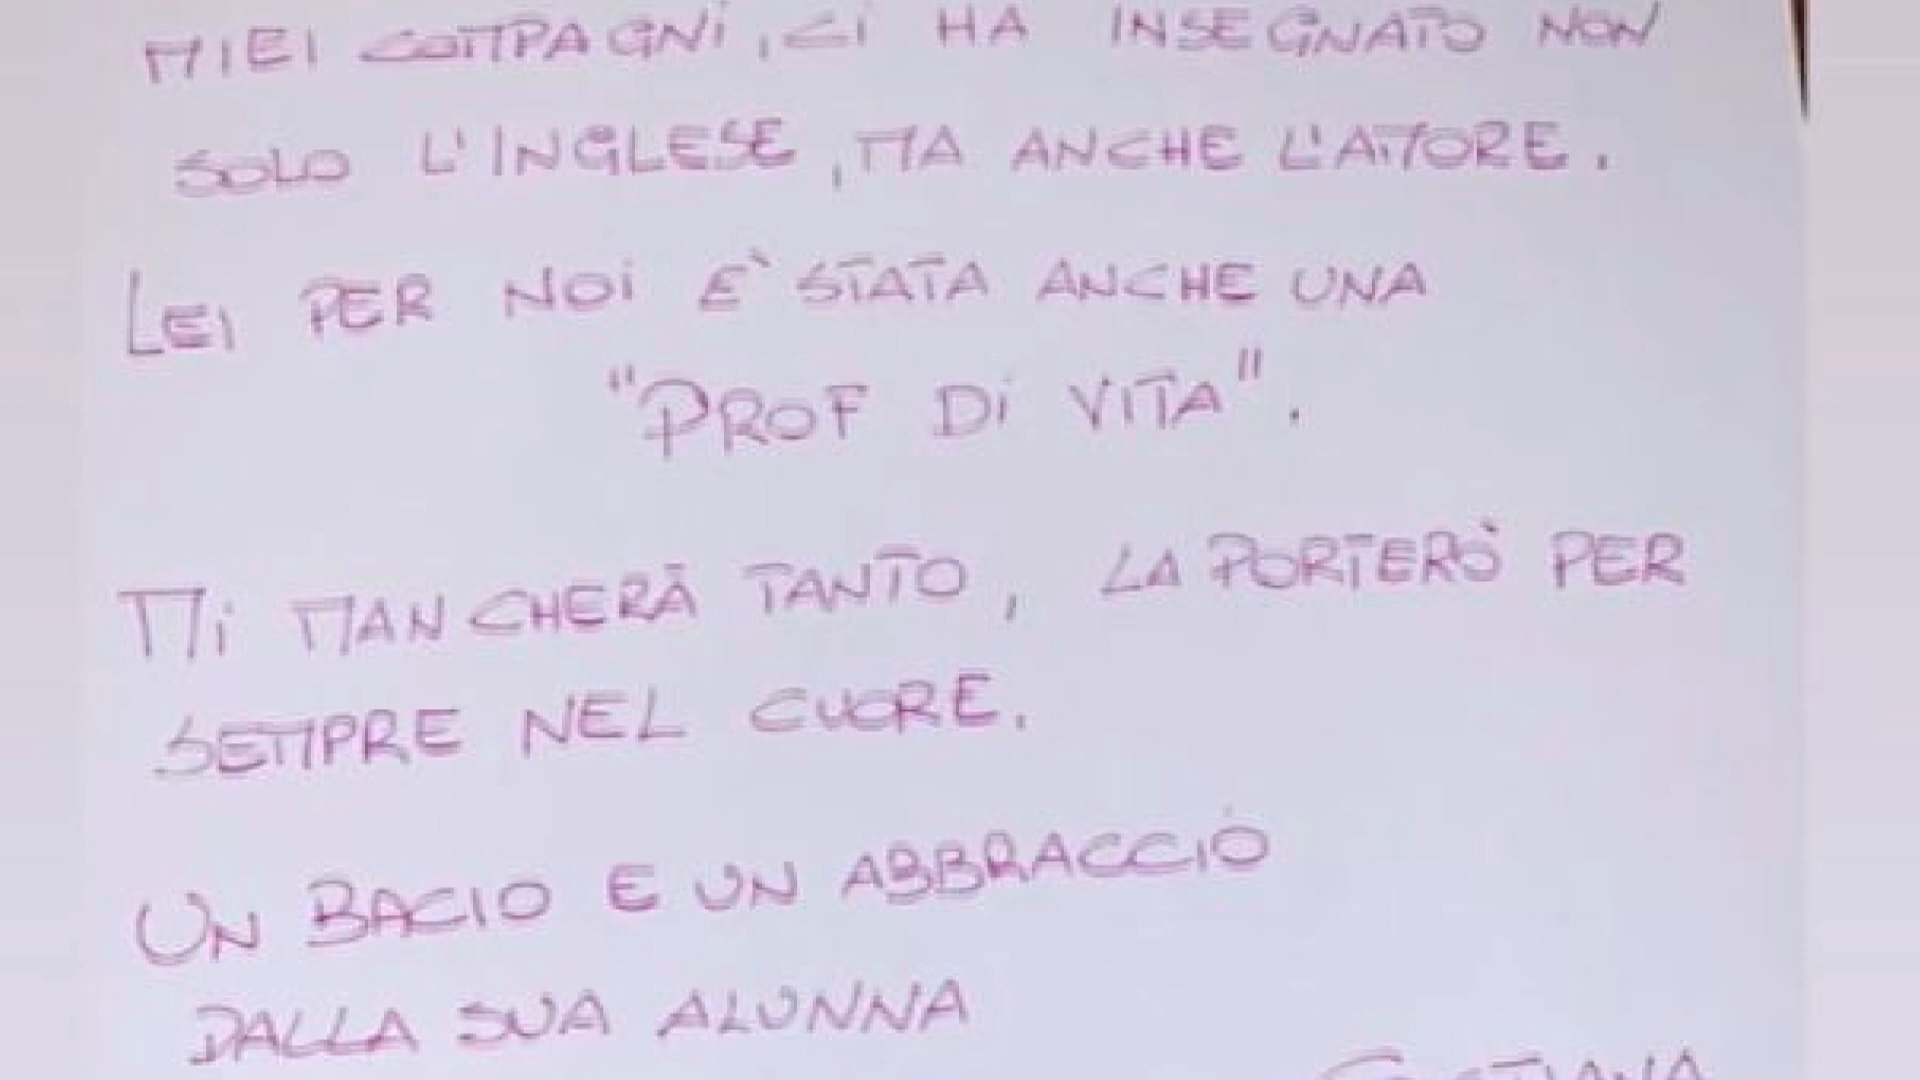 MIEI COMPAGNI, CI HA INSEGNATO NON
SOLO L'INGLESE, MA ANCHE L'A7ORE.
LEI PER NOI E' STATA ANCHE UNA
"PROF DI VITA".
MI MANCHERÀ TANTO, LA PORTERÒ PER
SEMPRE NEL CUORE.
UN BACIO E UN ABBRACCIO
DALLA SUA ALUNNA